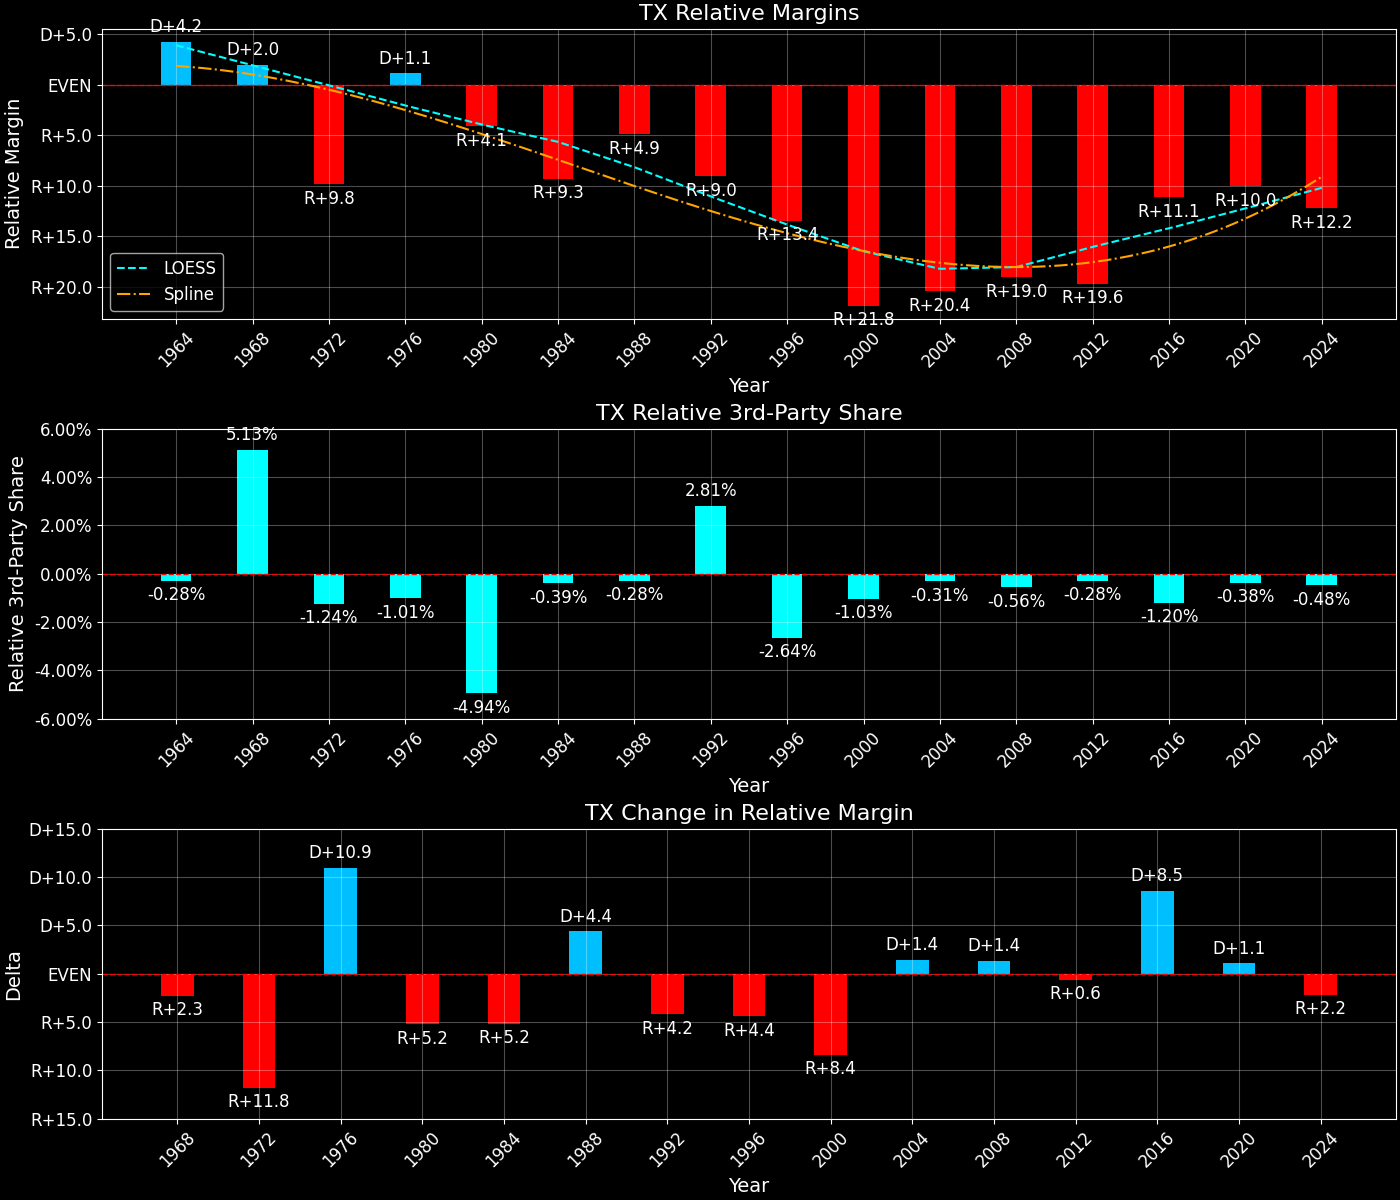 TX Relative Margins
Relative Margin
D+5.0
EVEN
R+5.0
R+10.0
R+15.0
R+20.0
D+4.2
D+2.0
R+9.8
D+1.1
R+4.1
R+9.3
R+4.9
R+9.0
R+13.4
R+21.8
R+20.4
R+19.0
R+19.6
R+11.1
R+10.0
R+12.2
LOESS
Spline
1964
1968
1972
1976
1980
1984
1988
1992
1996
2000
2004
2008
2012
2016
2020
2024
Year
TX Relative 3rd-Party Share
Relative 3rd-Party Share
6.00%
4.00%
2.00%
0.00%
-2.00%
-4.00%
-6.00%
-0.28%
5.13%
-1.24%
-1.01%
-4.94%
-0.39%
-0.28%
2.81%
-2.64%
-1.03%
-0.31%
-0.56%
-0.28%
-1.20%
-0.38%
-0.48%
1964
1968
1972
1976
1980
1984
1988
1992
1996
2000
2004
2008
2012
2016
2020
2024
Year
TX Change in Relative Margin
Delta
D+15.0
D+10.0
D+5.0
EVEN
R+5.0
R+10.0
R+15.0
R+2.3
R+11.8
D+10.9
R+5.2
R+5.2
D+4.4
R+4.2
R+4.4
R+8.4
D+1.4
D+1.4
R+0.6
D+8.5
D+1.1
R+2.2
1968
1972
1976
1980
1984
1988
1992
1996
2000
2004
2008
2012
2016
2020
2024
Year